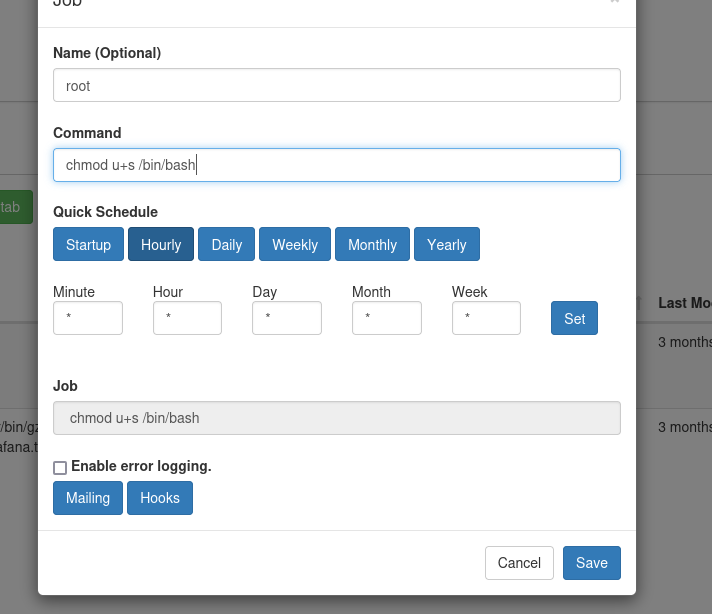 Job
×
Name (Optional)
root
Command
chmod u+s /bin/bash
tab
Quick Schedule
Startup Hourly Daily Weekly Monthly Yearly
Minute Hour Day Month Week
* * * * * Set
Last Mo
3 months
Job
chmod u+s /bin/bash
/bin/gz
3 months
afana.t
Enable error logging.
Mailing Hooks
Cancel Save